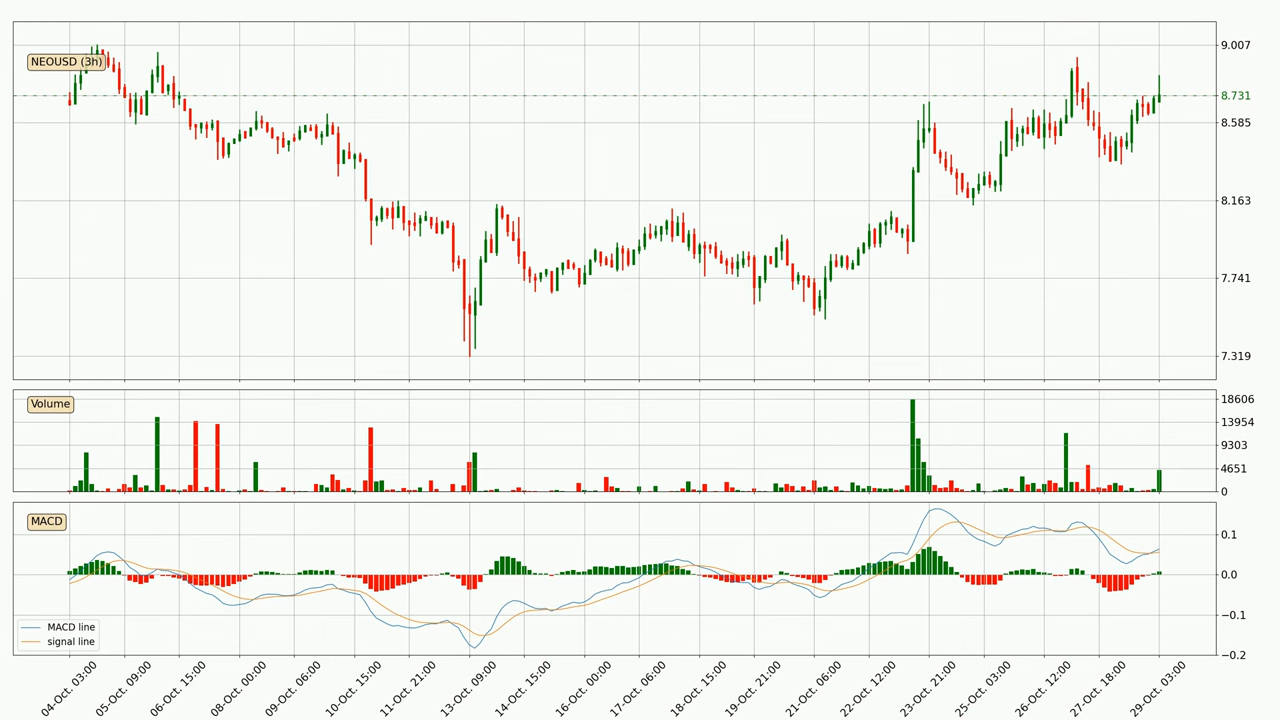 NEOUSD (3h)
9.007
8.731
8.585
8.163
7.741
7.319
Volume
18606
13954
9303
4651
0
MACD
0.1
0.0
−0.1
−0.2
MACD line
signal line
04-Oct. 03:00
05-Oct. 09:00
06-Oct. 15:00
08-Oct. 00:00
09-Oct. 06:00
10-Oct. 15:00
11-Oct. 21:00
13-Oct. 09:00
14-Oct. 15:00
16-Oct. 00:00
17-Oct. 06:00
18-Oct. 15:00
19-Oct. 21:00
21-Oct. 06:00
22-Oct. 12:00
23-Oct. 21:00
25-Oct. 03:00
26-Oct. 12:00
27-Oct. 18:00
29-Oct. 03:00